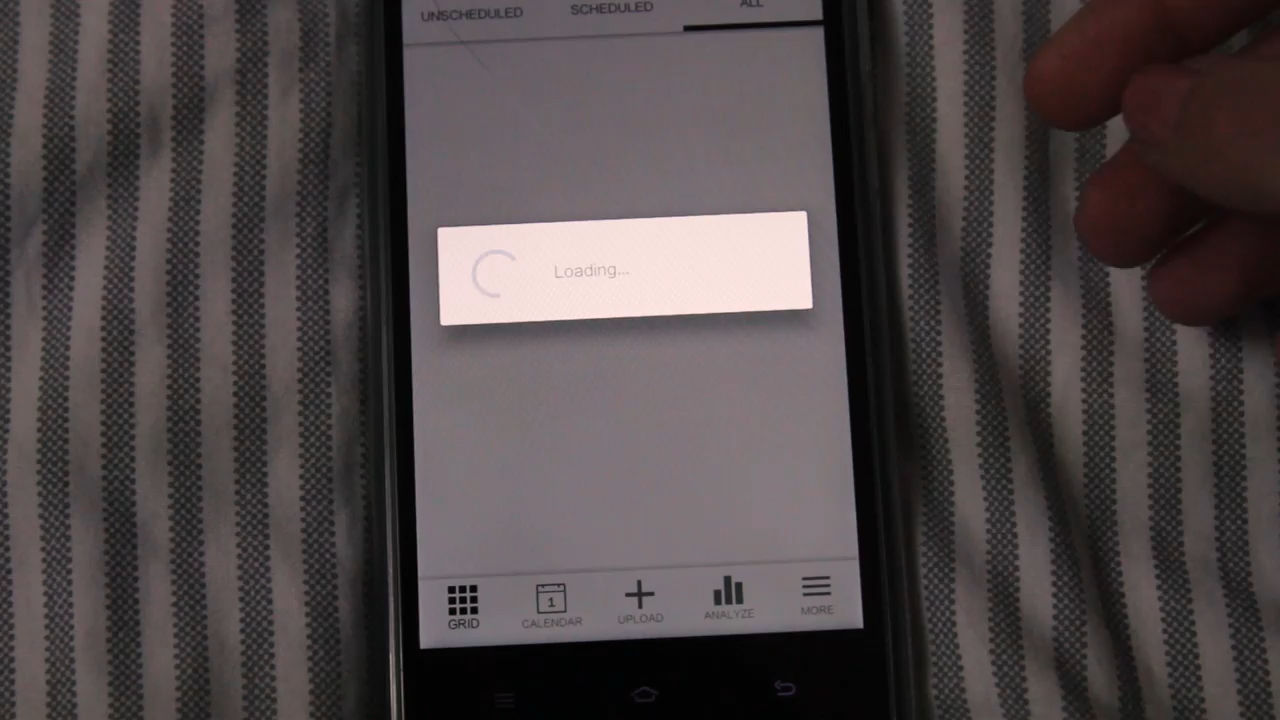 UNSCHEDULED SCHEDULED ALL
Loading...
1
GRID CALENDAR UPLOAD ANALYZE MORE